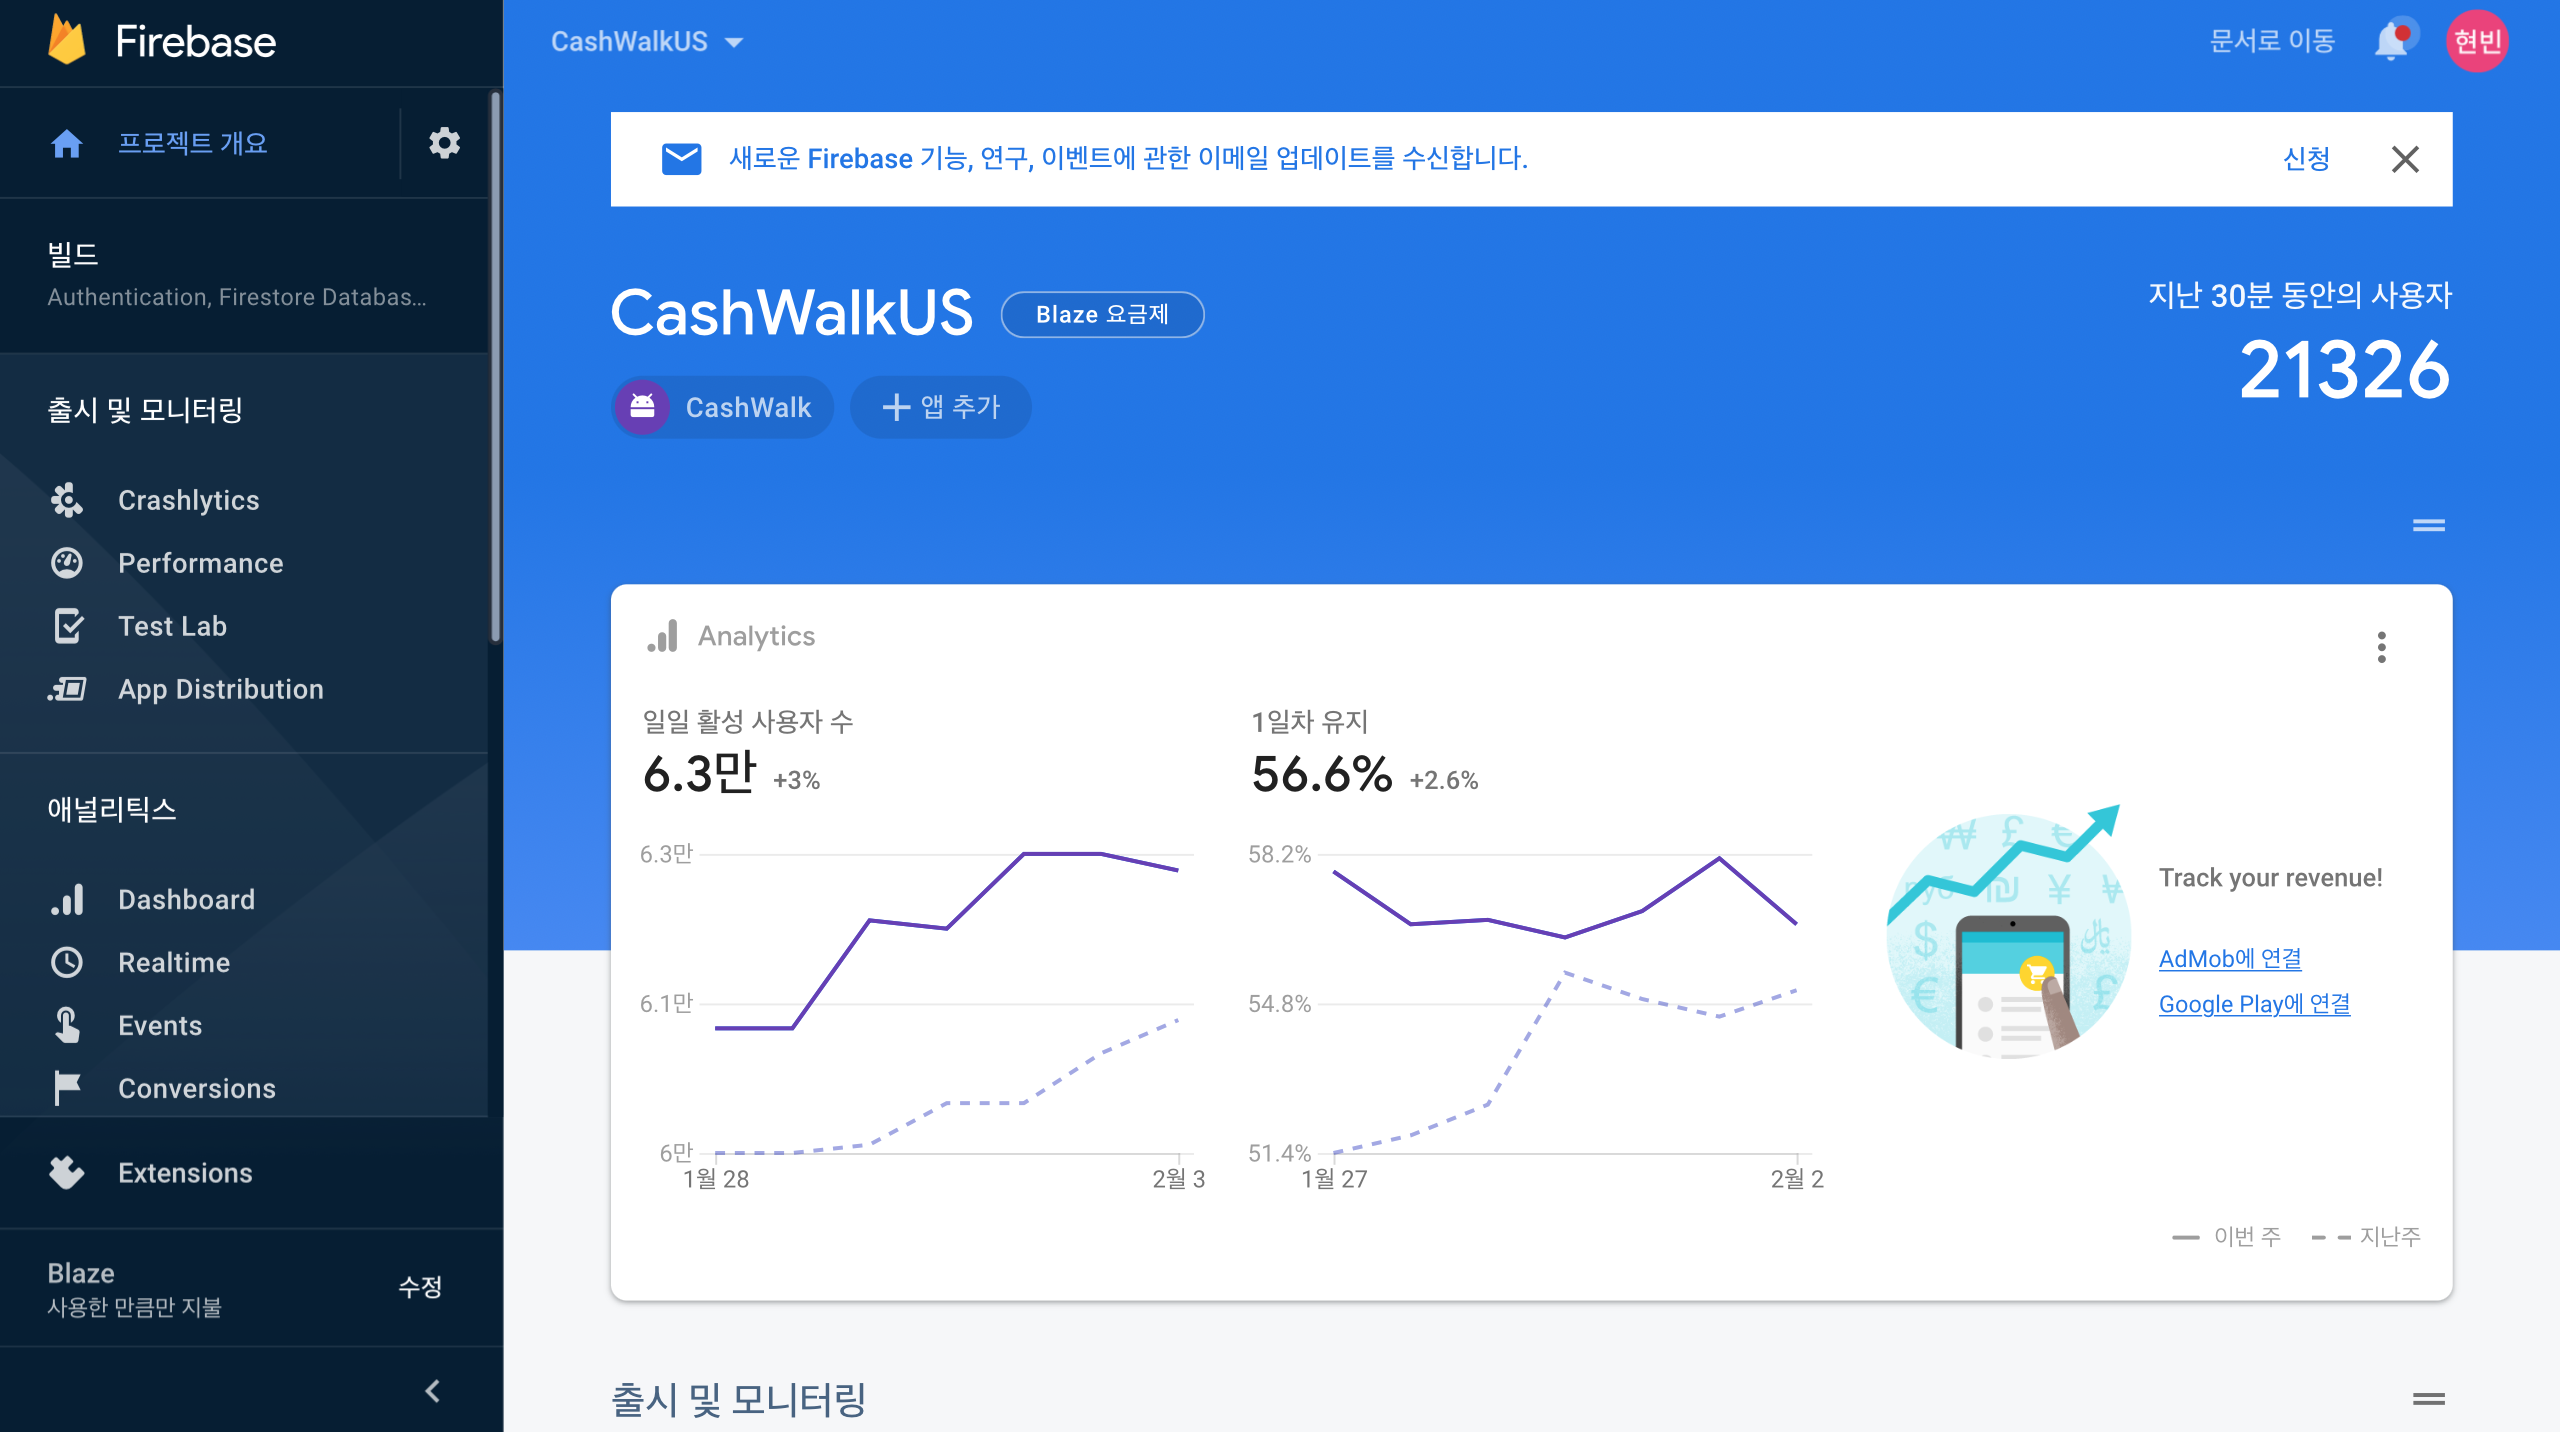 Firebase
프로젝트 개요
빌드
Authentication, Firestore Databas...
출시 및 모니터링
Crashlytics
Performance
Test Lab
App Distribution
애널리틱스
Dashboard
Realtime
Events
Conversions
Extensions
Blaze
사용한 만큼만 지불
수정
CashWalkUS
문서로 이동
현빈
새로운 Firebase 기능, 연구, 이벤트에 관한 이메일 업데이트를 수신합니다.
신청
CashWalkUS
Blaze 요금제
지난 30분 동안의 사용자
21326
CashWalk
앱 추가
Analytics
일일 활성 사용자 수
6.3만 +3%
6.3만
6.1만
6만
1월 28
2월 3
1일차 유지
56.6% +2.6%
58.2%
54.8%
51.4%
1월 27
2월 2
Track your revenue!
AdMob에 연결
Google Play에 연결
이번 주
지난주
출시 및 모니터링